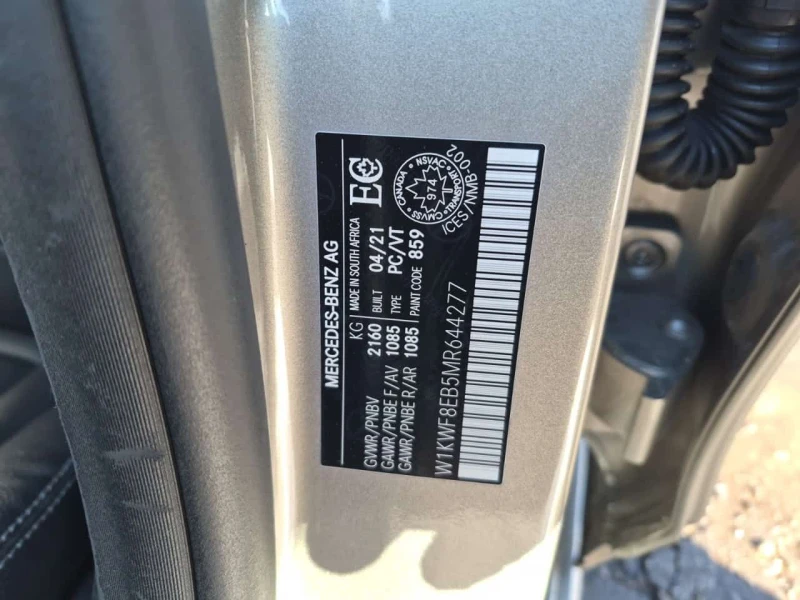 MERCEDES-BENZ AG
KG MADE IN SOUTH AFRICA EC
GVWR/PNBV 2160 BUILT 04/21
GAWR/PNBE F/AV 1085 TYPE PC/VT
GAWR/PNBE R/AR 1085 PAINT CODE 859
CANADA NSVAC TRANSPORT CMVSS
974
ICES/NMB-002
W1KWF8EB5MR644277